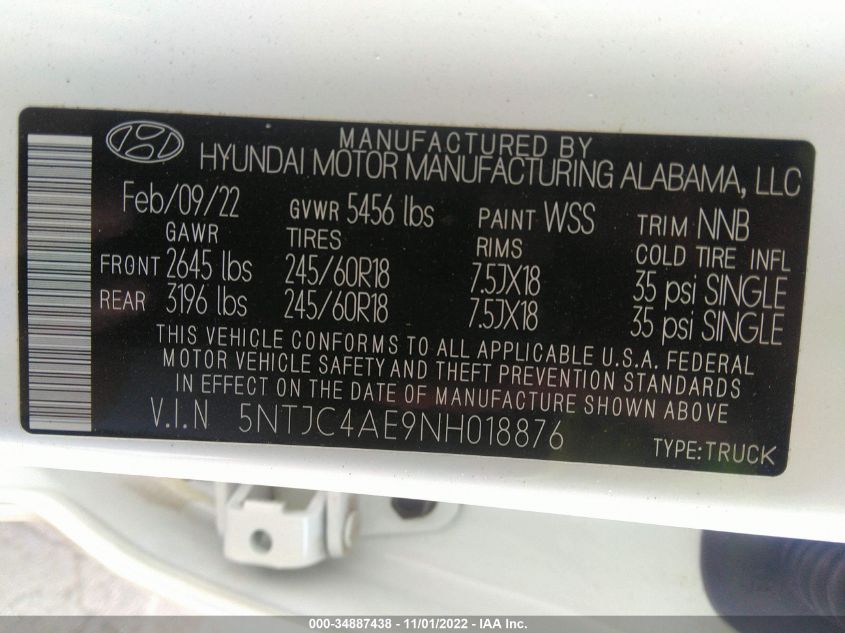 MANUFACTURED BY
HYUNDAI MOTOR MANUFACTURING ALABAMA, LLC
Feb/09/22 GVWR 5456 lbs PAINT WSS TRIM NNB
GAWR TIRES RIMS COLD TIRE INFL
FRONT 2645 lbs 245/60R18 7.5JX18 35 psi SINGLE
REAR 3196 lbs 245/60R18 7.5JX18 35 psi SINGLE
THIS VEHICLE CONFORMS TO ALL APPLICABLE U.S.A. FEDERAL
MOTOR VEHICLE SAFETY AND THEFT PREVENTION STANDARDS
IN EFFECT ON THE DATE OF MANUFACTURE SHOWN ABOVE
V.I.N 5NTJC4AE9NH018876 TYPE:TRUCK
000-34887438 - 11/01/2022 - IAA Inc.